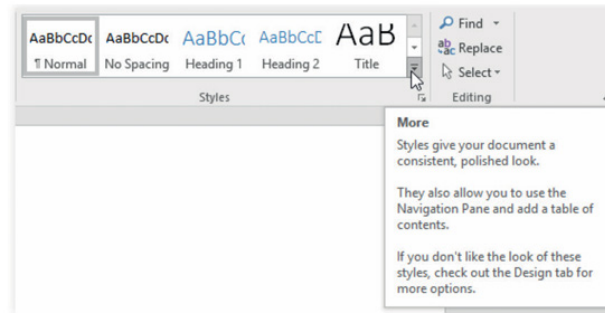 AaBbCcDc AaBbCcDc AaBbC AaBbCcE AaB
¶ Normal No Spacing Heading 1 Heading 2 Title
Styles
Find
Replace
Select
Editing
More
Styles give your document a
consistent, polished look.
They also allow you to use the
Navigation Pane and add a table of
contents.
If you don't like the look of these
styles, check out the Design tab for
more options.